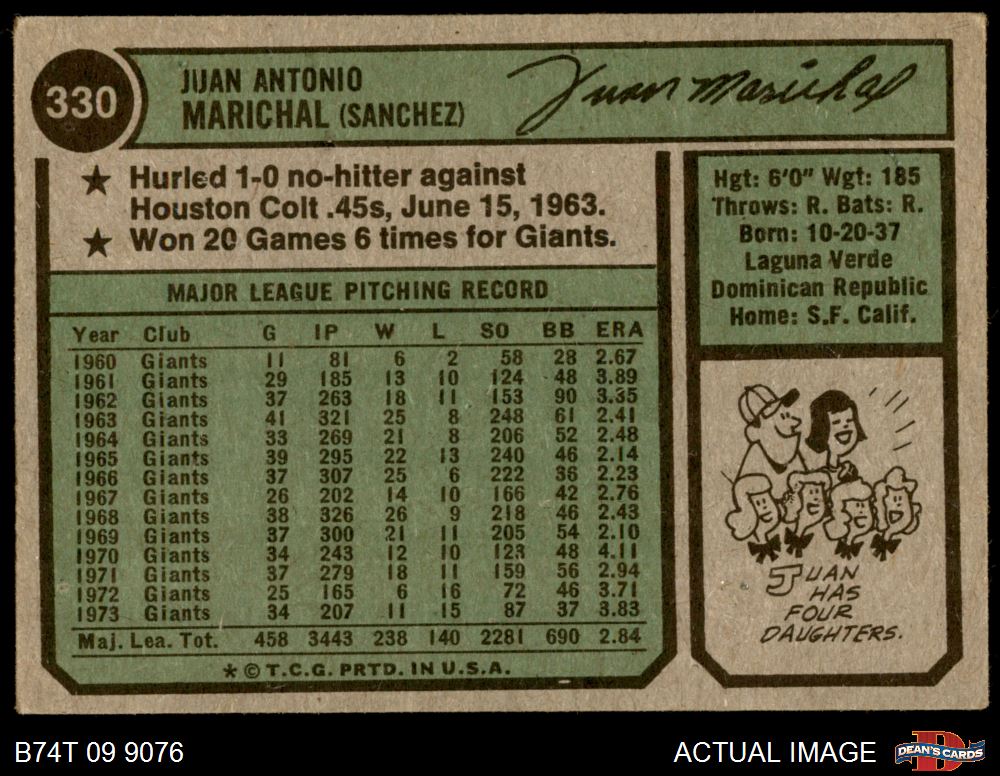 330
JUAN ANTONIO
MARICHAL (SANCHEZ)
Juan Marichal
★ Hurled 1-0 no-hitter against
Houston Colt .45s, June 15, 1963.
★ Won 20 Games 6 times for Giants.
MAJOR LEAGUE PITCHING RECORD
Year Club G IP W L SO BB ERA
1960 Giants 11 81 6 2 58 28 2.67
1961 Giants 29 185 13 10 124 48 3.89
1962 Giants 37 263 18 11 153 90 3.35
1963 Giants 41 321 25 8 248 61 2.41
1964 Giants 33 269 21 8 206 52 2.48
1965 Giants 39 295 22 13 240 46 2.14
1966 Giants 37 307 25 6 222 36 2.23
1967 Giants 26 202 14 10 166 42 2.76
1968 Giants 38 326 26 9 218 46 2.43
1969 Giants 37 300 21 11 205 54 2.10
1970 Giants 34 243 12 10 123 48 4.11
1971 Giants 37 279 18 11 159 56 2.94
1972 Giants 25 165 6 16 72 46 3.71
1973 Giants 34 207 11 15 87 37 3.83
Maj. Lea. Tot. 458 3443 238 140 2281 690 2.84
* © T.C.G. PRTD. IN U.S.A.
Hgt: 6'0" Wgt: 185
Throws: R. Bats: R.
Born: 10-20-37
Laguna Verde
Dominican Republic
Home: S.F. Calif.
JUAN
HAS
FOUR
DAUGHTERS.
B74T 09 9076
ACTUAL IMAGE
DEAN'S CARDS